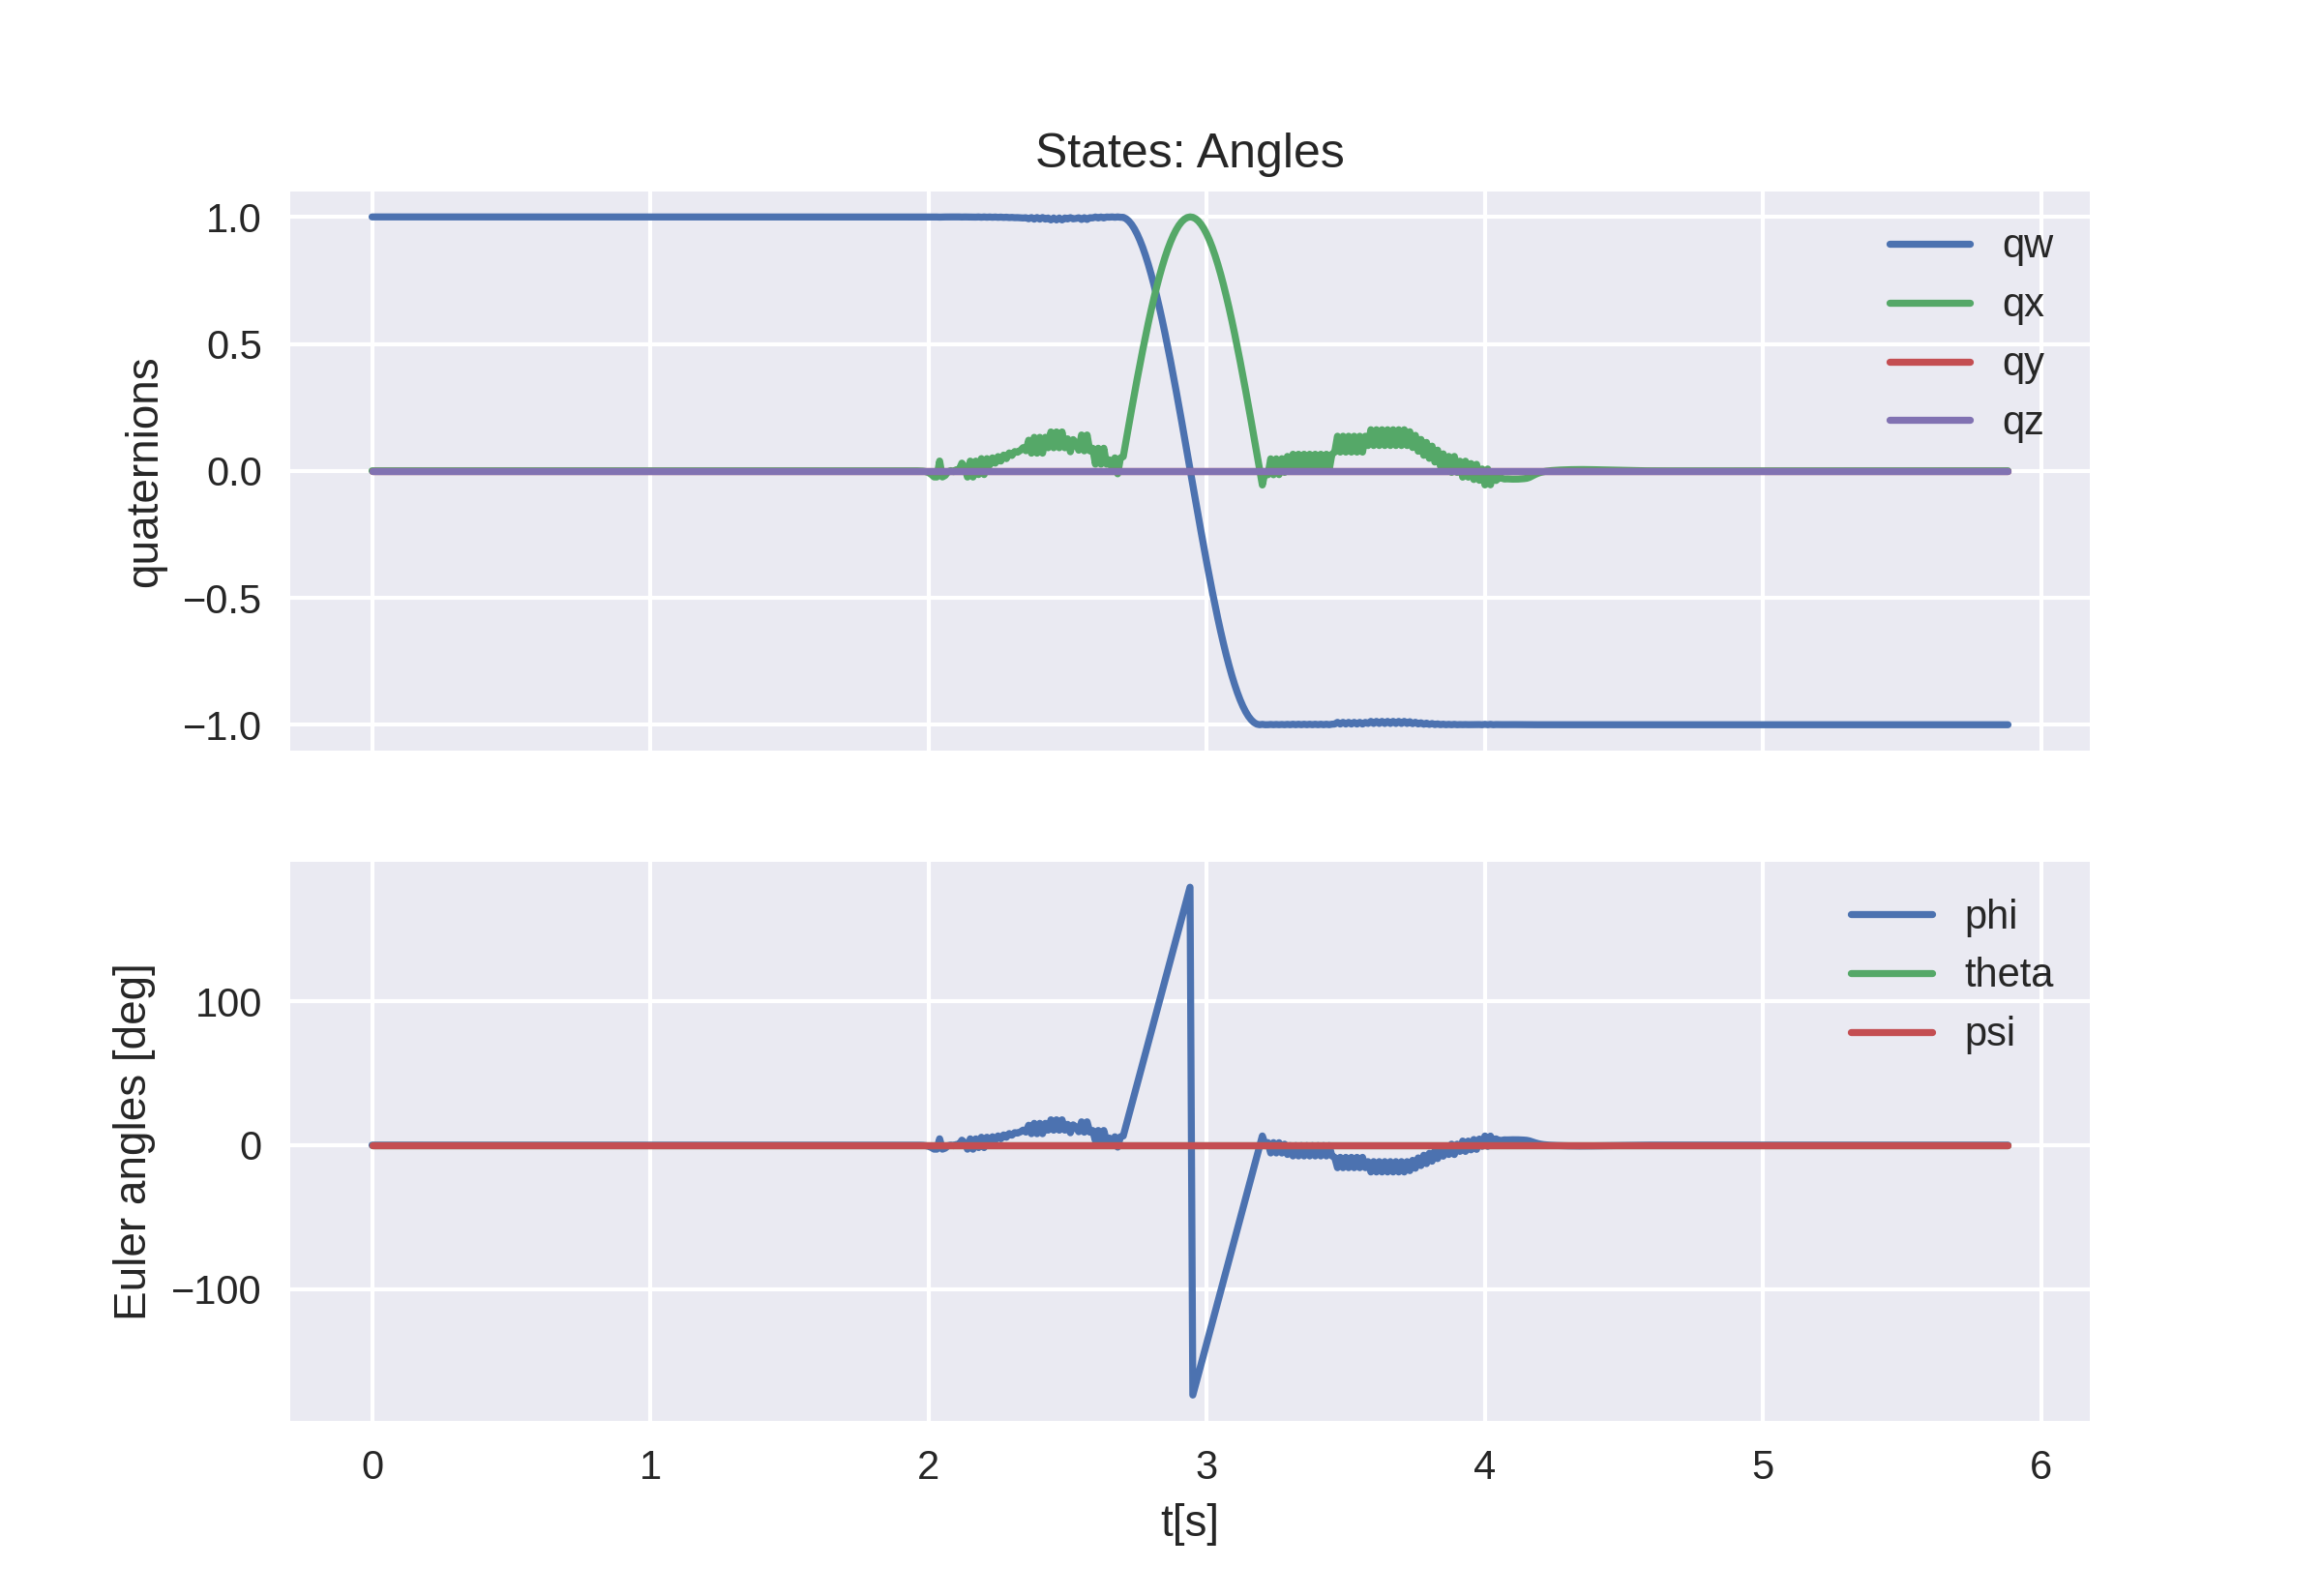 States: Angles
quaternions
1.0
0.5
0.0
−0.5
−1.0
qw
qx
qy
qz
Euler angles [deg]
100
0
−100
phi
theta
psi
0 1 2 3 4 5 6
t[s]